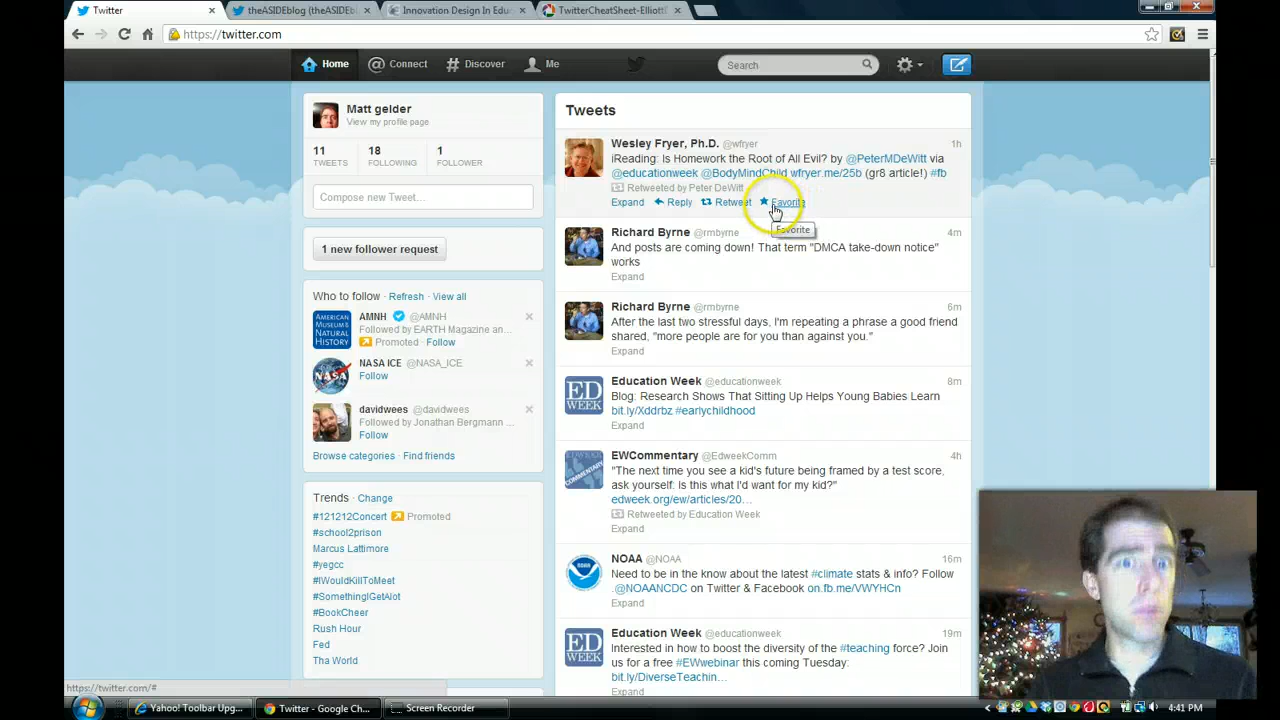 Twitter
theASIDEblog (theASIDEb
Innovation Design In Edu
TwitterCheatSheet-Elliott
https://twitter.com
Home
Connect
Discover
Me
Search
Matt gelder
View my profile page
11
TWEETS
18
FOLLOWING
1
FOLLOWER
Compose new Tweet...
1 new follower request
Who to follow · Refresh · View all
AMNH @AMNH
Followed by EARTH Magazine an...
Promoted · Follow
AMERICAN MUSEUM & NATURAL HISTORY
NASA ICE @NASA_ICE
Follow
davidwees @davidwees
Followed by Jonathan Bergmann ...
Follow
Browse categories · Find friends
Trends · Change
#121212Concert Promoted
#school2prison
Marcus Lattimore
#yegcc
#IWouldKillToMeet
#SomethingIGetAlot
#BookCheer
Rush Hour
Fed
Tha World
Tweets
Wesley Fryer, Ph.D. @wfryer 1h
iReading: Is Homework the Root of All Evil? by @PeterMDeWitt via
@educationweek @BodyMindChild wfryer.me/25b (gr8 article!) #fb
Retweeted by Peter DeWitt
Expand Reply Retweet Favorite
Favorite
Richard Byrne @rmbyrne 4m
And posts are coming down! That term "DMCA take-down notice"
works
Expand
Richard Byrne @rmbyrne 6m
After the last two stressful days, I'm repeating a phrase a good friend
shared, "more people are for you than against you."
Expand
ED WEEK
Education Week @educationweek 8m
Blog: Research Shows That Sitting Up Helps Young Babies Learn
bit.ly/Xddrbz #earlychildhood
Expand
EWCommentary @EdweekComm 4h
"The next time you see a kid's future being framed by a test score,
ask yourself: Is this what I'd want for my kid?"
edweek.org/ew/articles/20...
Retweeted by Education Week
Expand
NOAA @NOAA 16m
Need to be in the know about the latest #climate stats & info? Follow
.@NOAANCDC on Twitter & Facebook on.fb.me/VWYHCn
Expand
ED WEEK
Education Week @educationweek 19m
Interested in how to boost the diversity of the #teaching force? Join
us for a free #EWwebinar this coming Tuesday:
bit.ly/DiverseTeachin...
Expand
https://twitter.com/#
Yahoo! Toolbar Upg...
Twitter - Google Ch...
Screen Recorder
4:41 PM